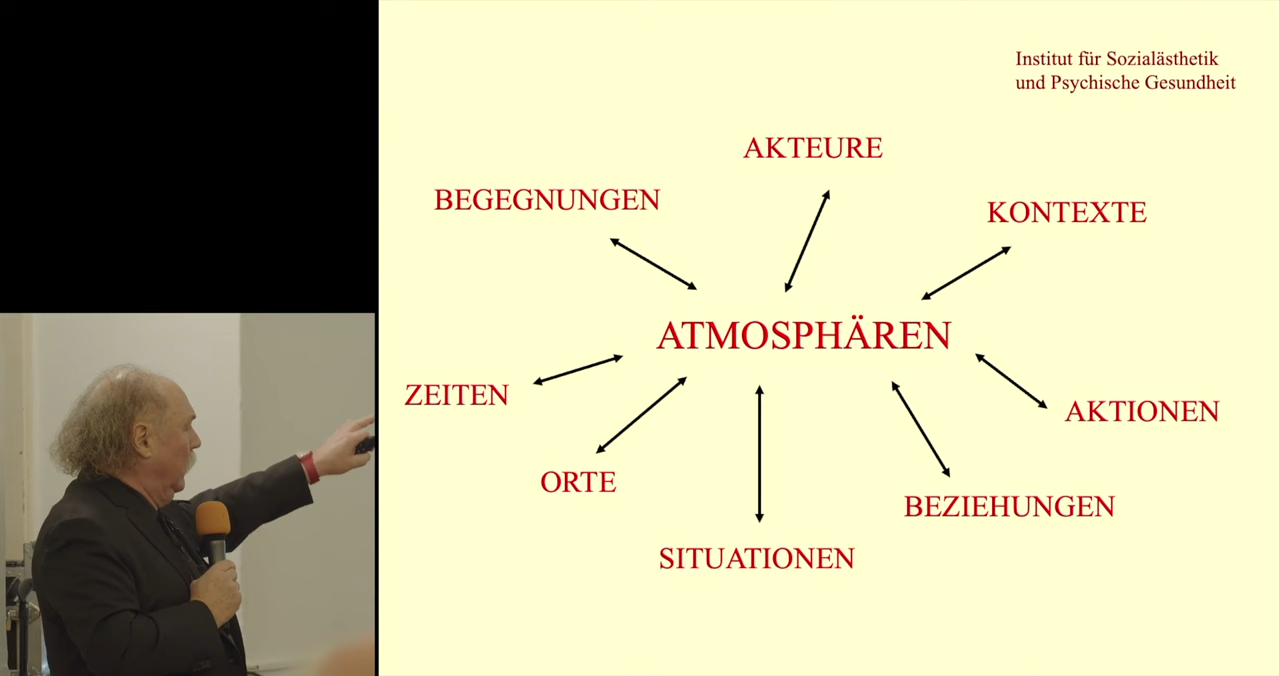 Institut für Sozialästhetik
und Psychische Gesundheit
AKTEURE
BEGEGNUNGEN
KONTEXTE
ATMOSPHÄREN
ZEITEN
AKTIONEN
ORTE
BEZIEHUNGEN
SITUATIONEN